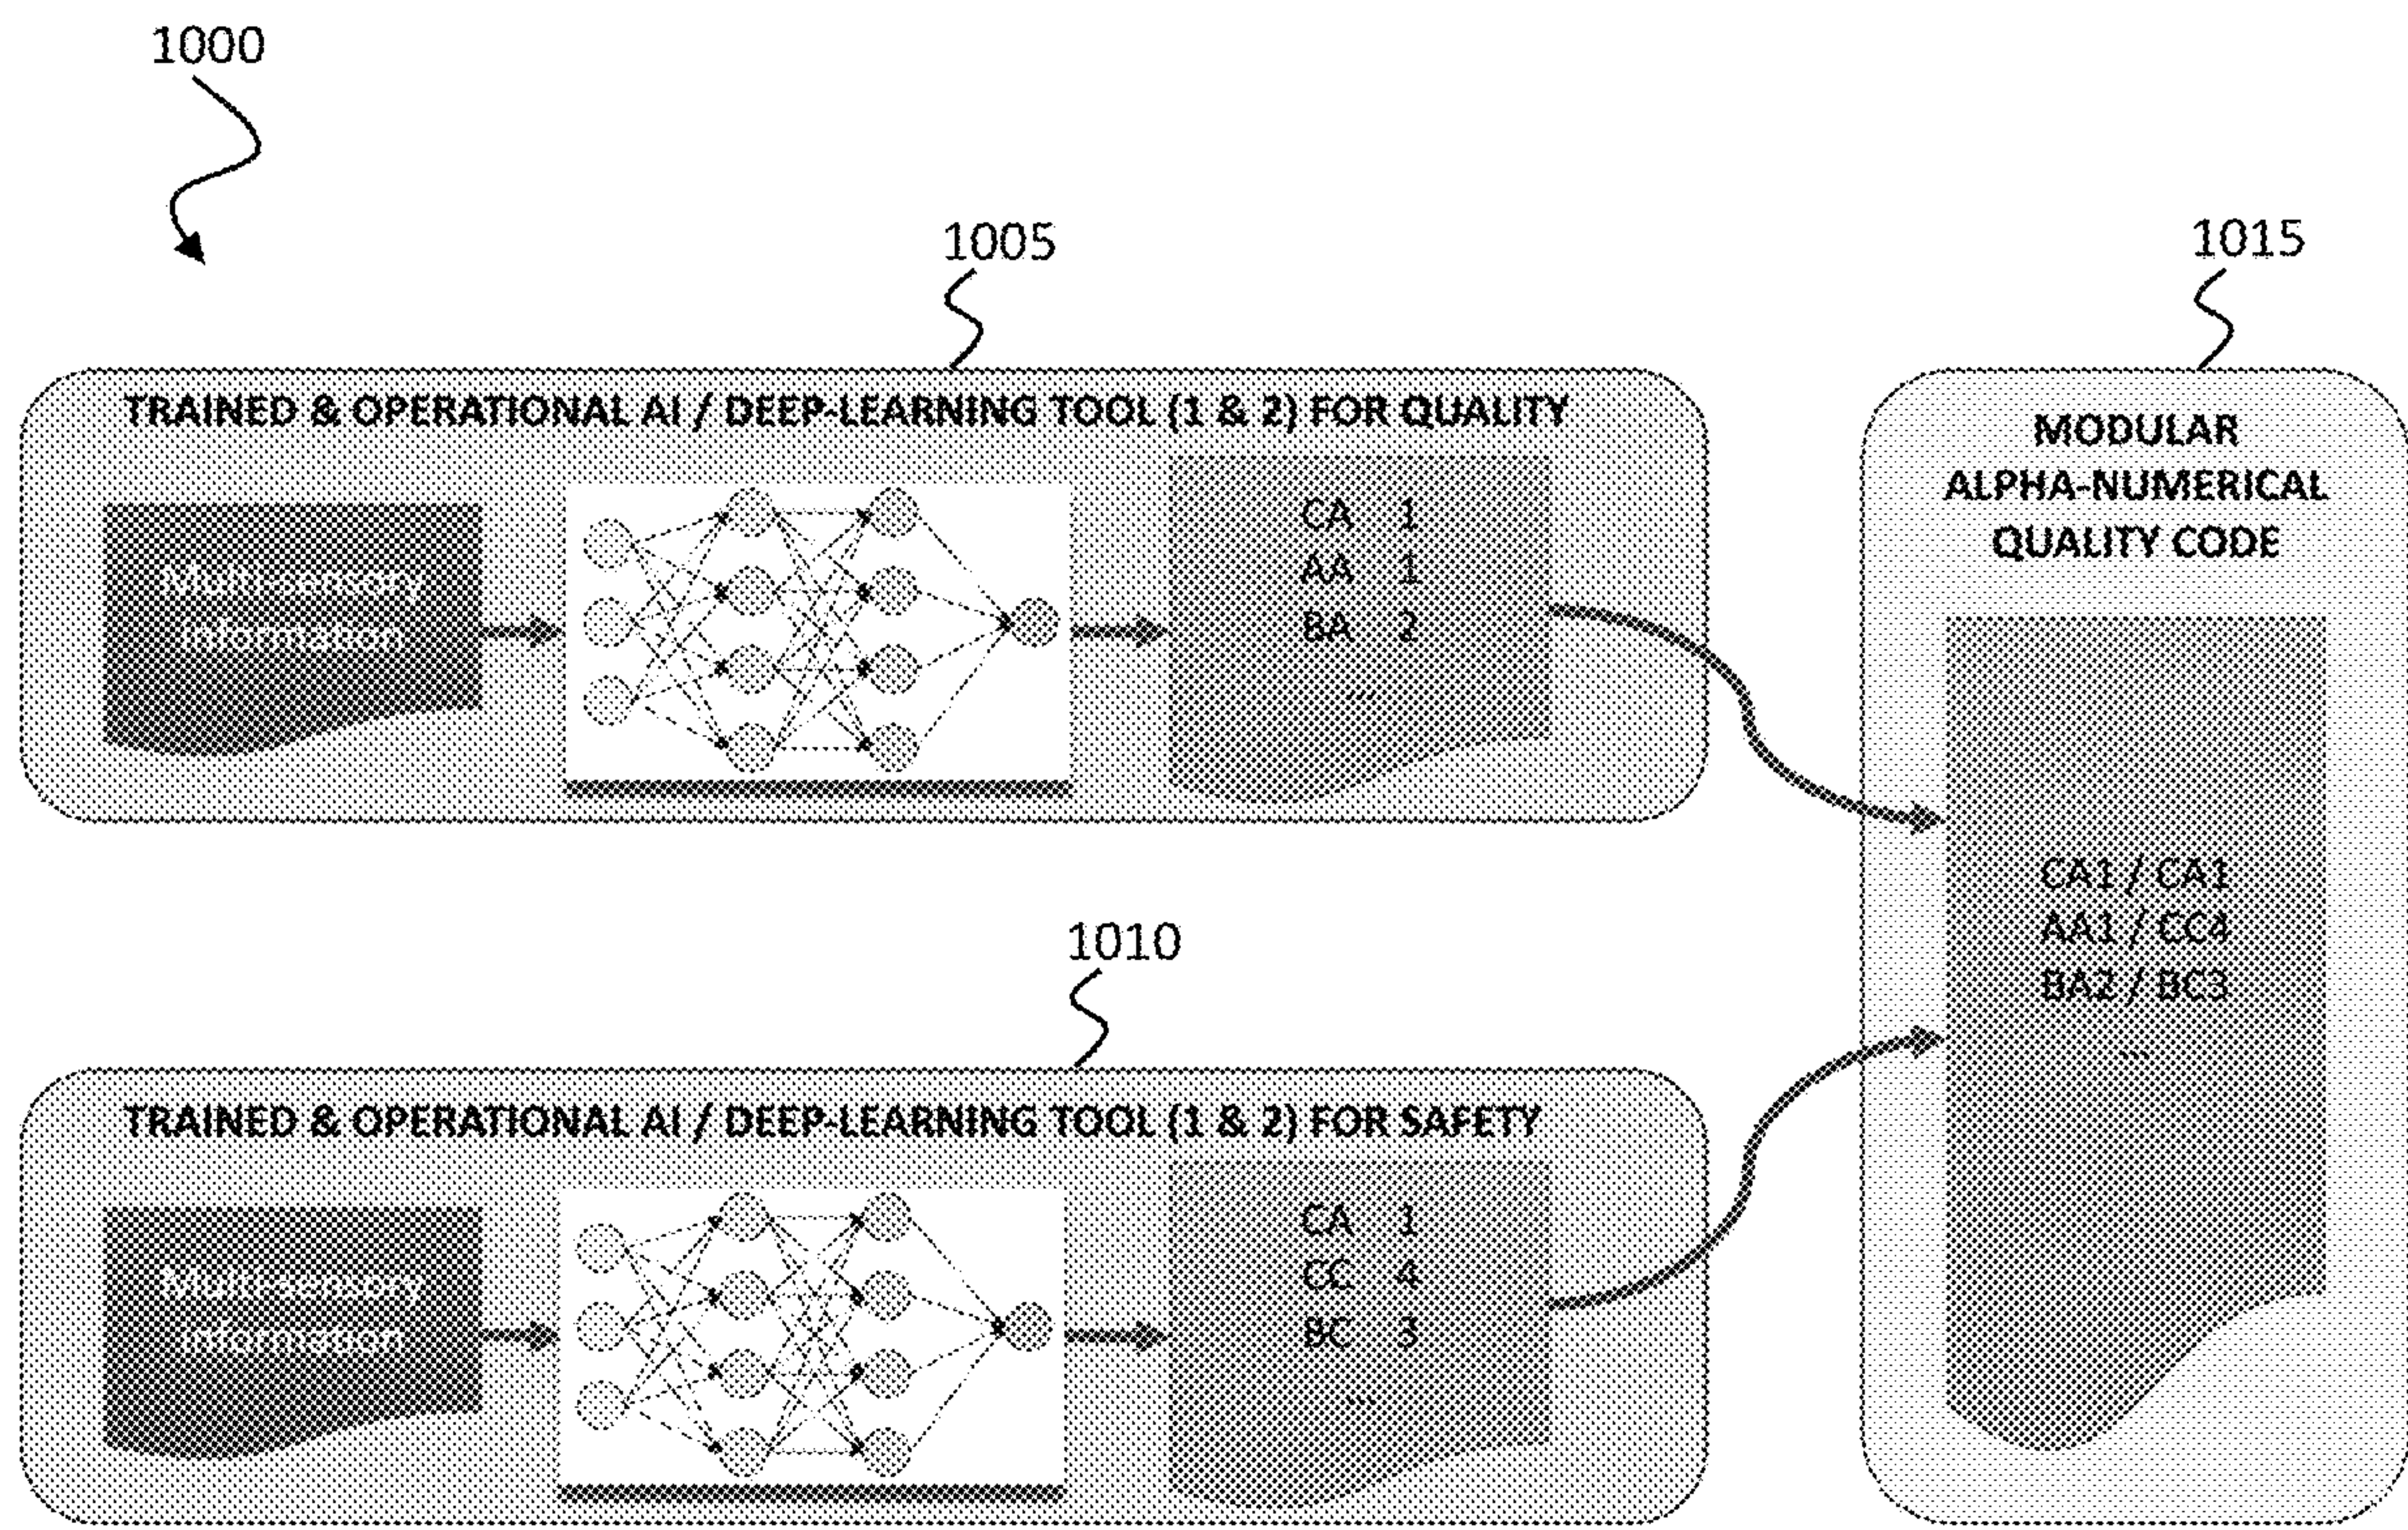 1000
1005
1015
TRAINED & OPERATIONAL AI / DEEP-LEARNING TOOL (1 & 2) FOR QUALITY
Multi-sensory
information
CA 1
AA 1
BA 2
...
MODULAR
ALPHA-NUMERICAL
QUALITY CODE
CA1 / CA1
AA1 / CC4
BA2 / BC3
...
1010
TRAINED & OPERATIONAL AI / DEEP-LEARNING TOOL (1 & 2) FOR SAFETY
Multi-sensory
information
CA 1
CC 4
BC 3
...